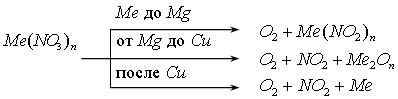 Me до Mg
O₂ + Me(NO₂)ₙ
от Mg до Cu
Me(NO₃)ₙ
O₂ + NO₂ + Me₂Oₙ
после Cu
O₂ + NO₂ + Me